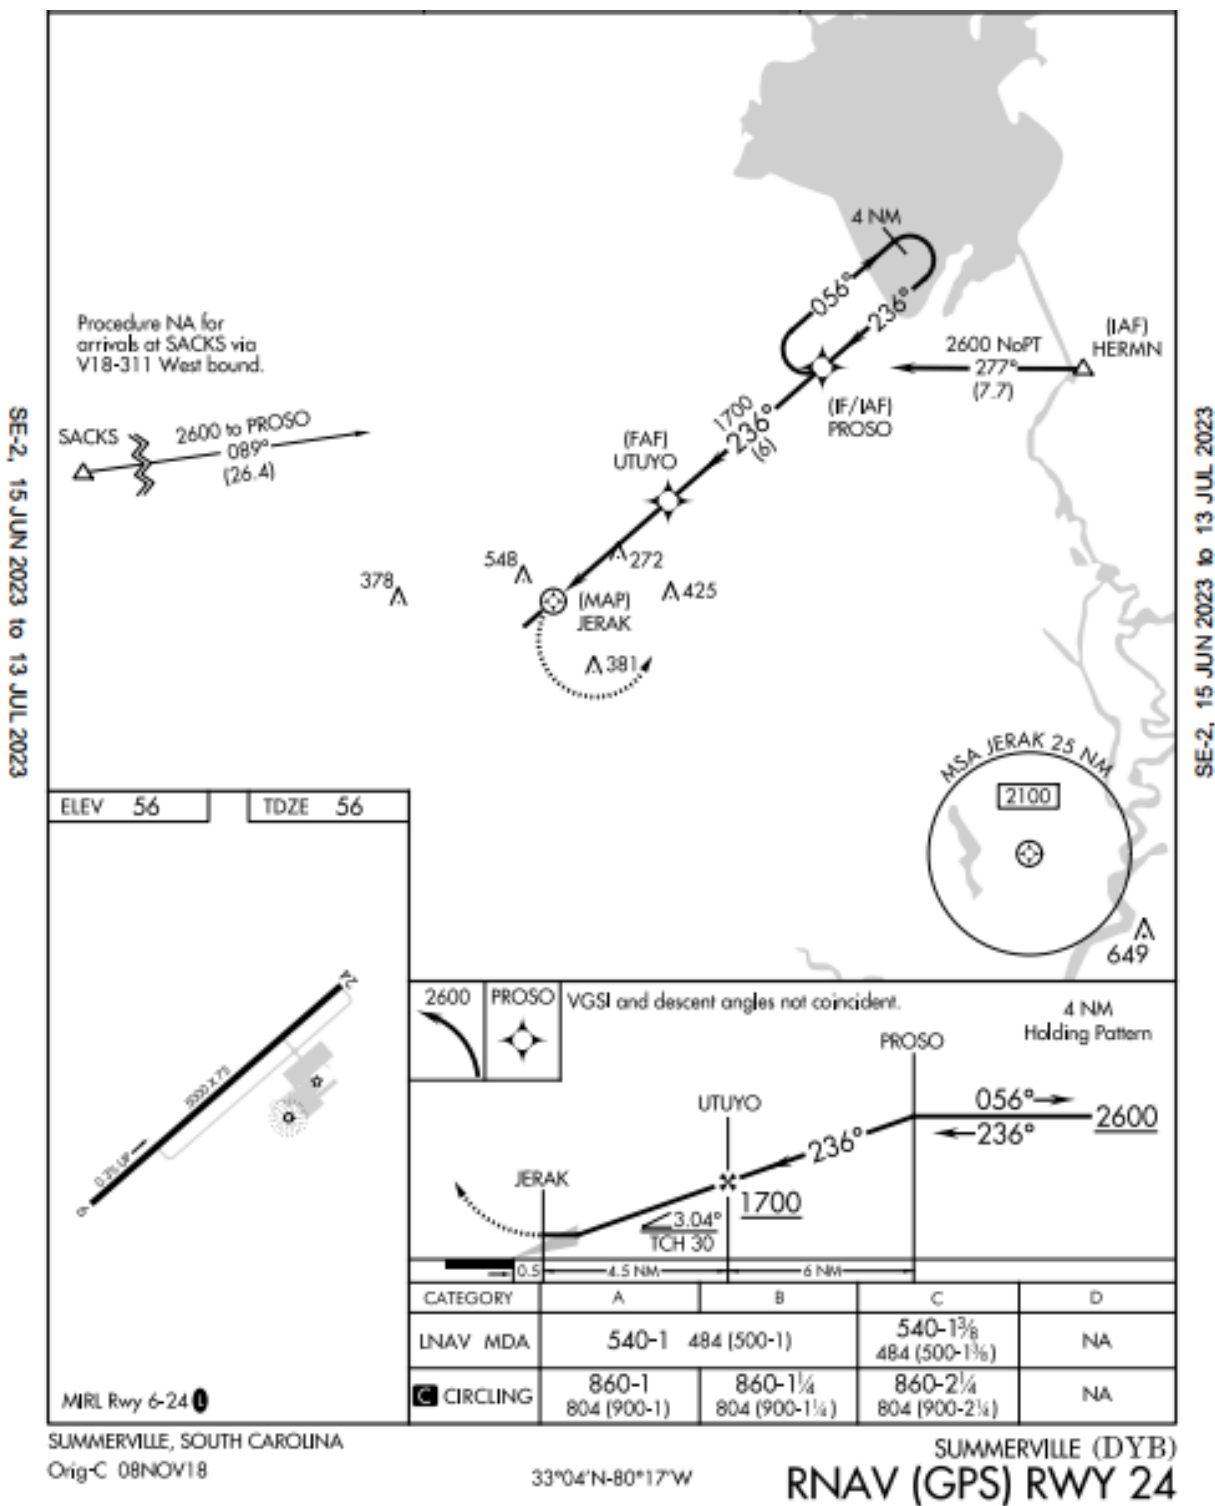 4 NM
056°
236°
Procedure NA for
arrivals at SACKS via
V18-311 West bound.
(IAF)
HERMN
2600 NoPT
277°
(7.7)
(IF/IAF)
PROSO
1700
236°
(6)
SACKS
2600 to PROSO
089°
(26.4)
(FAF)
UTUYO
548
272
378
425
(MAP)
JERAK
381
SE-2, 15 JUN 2023 to 13 JUL 2023
SE-2, 15 JUN 2023 to 13 JUL 2023
MSA JERAK 25 NM
2100
649
ELEV 56
TDZE 56
24
5000 X 75
0.3% UP
6
MIRL Rwy 6-24 L
2600
PROSO
VGSI and descent angles not coincident.
4 NM
Holding Pattern
PROSO
UTUYO
056°
236°
2600
236°
JERAK
1700
3.04°
TCH 30
0.5
4.5 NM
6 NM
CATEGORY A B C D
LNAV MDA 540-1 484 (500-1) 540-1⅜ 484 (500-1⅜) NA
C CIRCLING 860-1 804 (900-1) 860-1¼ 804 (900-1¼) 860-2¼ 804 (900-2¼) NA
SUMMERVILLE, SOUTH CAROLINA
Orig-C 08NOV18
33°04'N-80°17'W
SUMMERVILLE (DYB)
RNAV (GPS) RWY 24